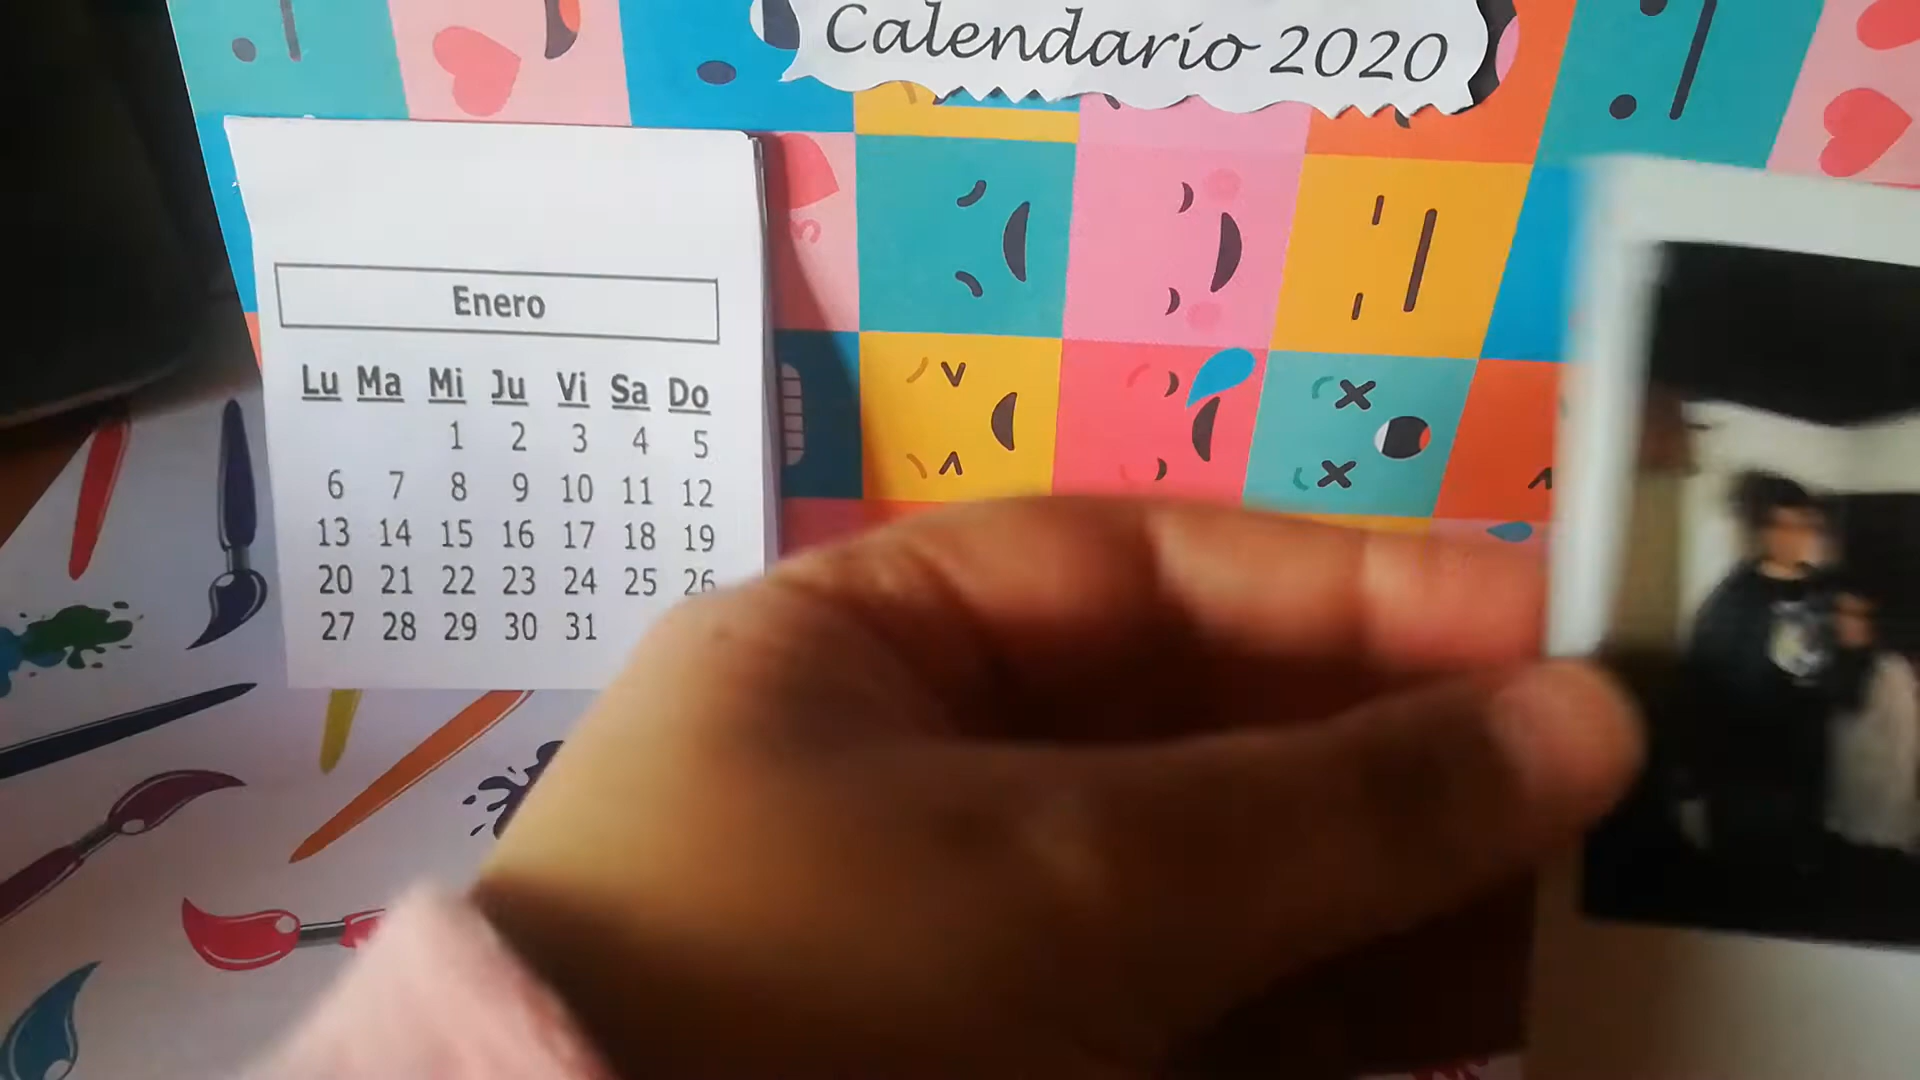 Calendario 2020
Enero
Lu Ma Mi Ju Vi Sa Do
1 2 3 4 5
6 7 8 9 10 11 12
13 14 15 16 17 18 19
20 21 22 23 24 25 26
27 28 29 30 31